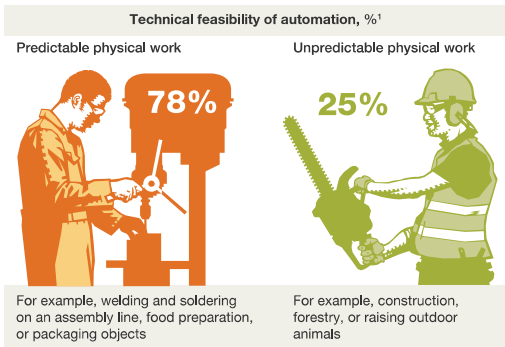 Technical feasibility of automation, %¹
Predictable physical work
Unpredictable physical work
78%
25%
For example, welding and soldering
on an assembly line, food preparation,
or packaging objects
For example, construction,
forestry, or raising outdoor
animals